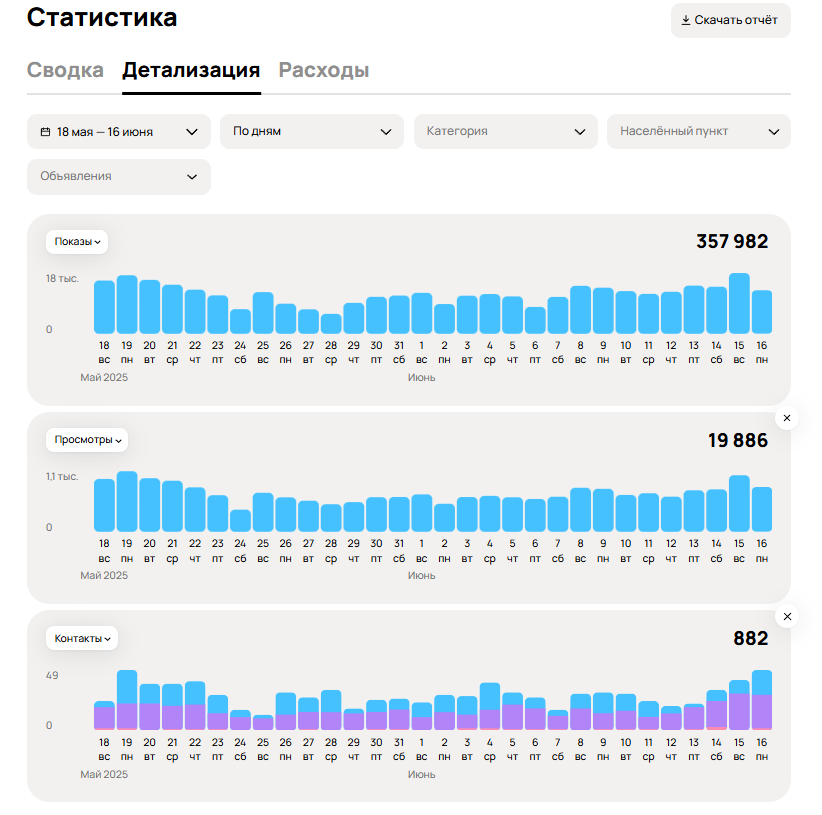 Статистика
Скачать отчёт
Сводка Детализация Расходы
18 мая — 16 июня По дням Категория Населённый пункт
Объявления
Показы 357 982
18 тыс.
0
18 19 20 21 22 23 24 25 26 27 28 29 30 31 1 2 3 4 5 6 7 8 9 10 11 12 13 14 15 16
вс пн вт ср чт пт сб вс пн вт ср чт пт сб вс пн вт ср чт пт сб вс пн вт ср чт пт сб вс пн
Май 2025 Июнь
Просмотры 19 886
1,1 тыс.
0
18 19 20 21 22 23 24 25 26 27 28 29 30 31 1 2 3 4 5 6 7 8 9 10 11 12 13 14 15 16
вс пн вт ср чт пт сб вс пн вт ср чт пт сб вс пн вт ср чт пт сб вс пн вт ср чт пт сб вс пн
Май 2025 Июнь
Контакты 882
49
0
18 19 20 21 22 23 24 25 26 27 28 29 30 31 1 2 3 4 5 6 7 8 9 10 11 12 13 14 15 16
вс пн вт ср чт пт сб вс пн вт ср чт пт сб вс пн вт ср чт пт сб вс пн вт ср чт пт сб вс пн
Май 2025 Июнь